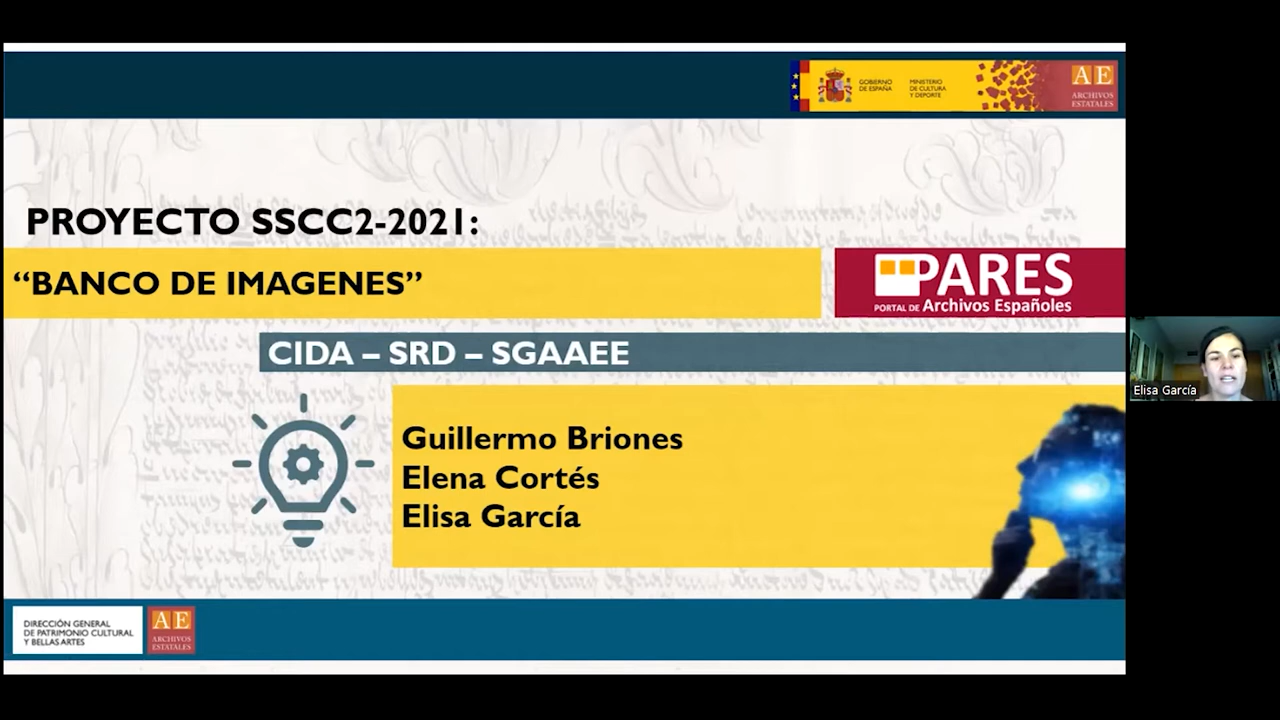 GOBIERNO
DE ESPAÑA
MINISTERIO
DE CULTURA
Y DEPORTE
AE
ARCHIVOS
ESTATALES
PROYECTO SSCC2-2021:
“BANCO DE IMAGENES”
PARES
PORTAL DE Archivos Españoles
CIDA – SRD – SGAAEE
Guillermo Briones
Elena Cortés
Elisa García
Elisa García
DIRECCIÓN GENERAL
DE PATRIMONIO CULTURAL
Y BELLAS ARTES
AE
ARCHIVOS
ESTATALES